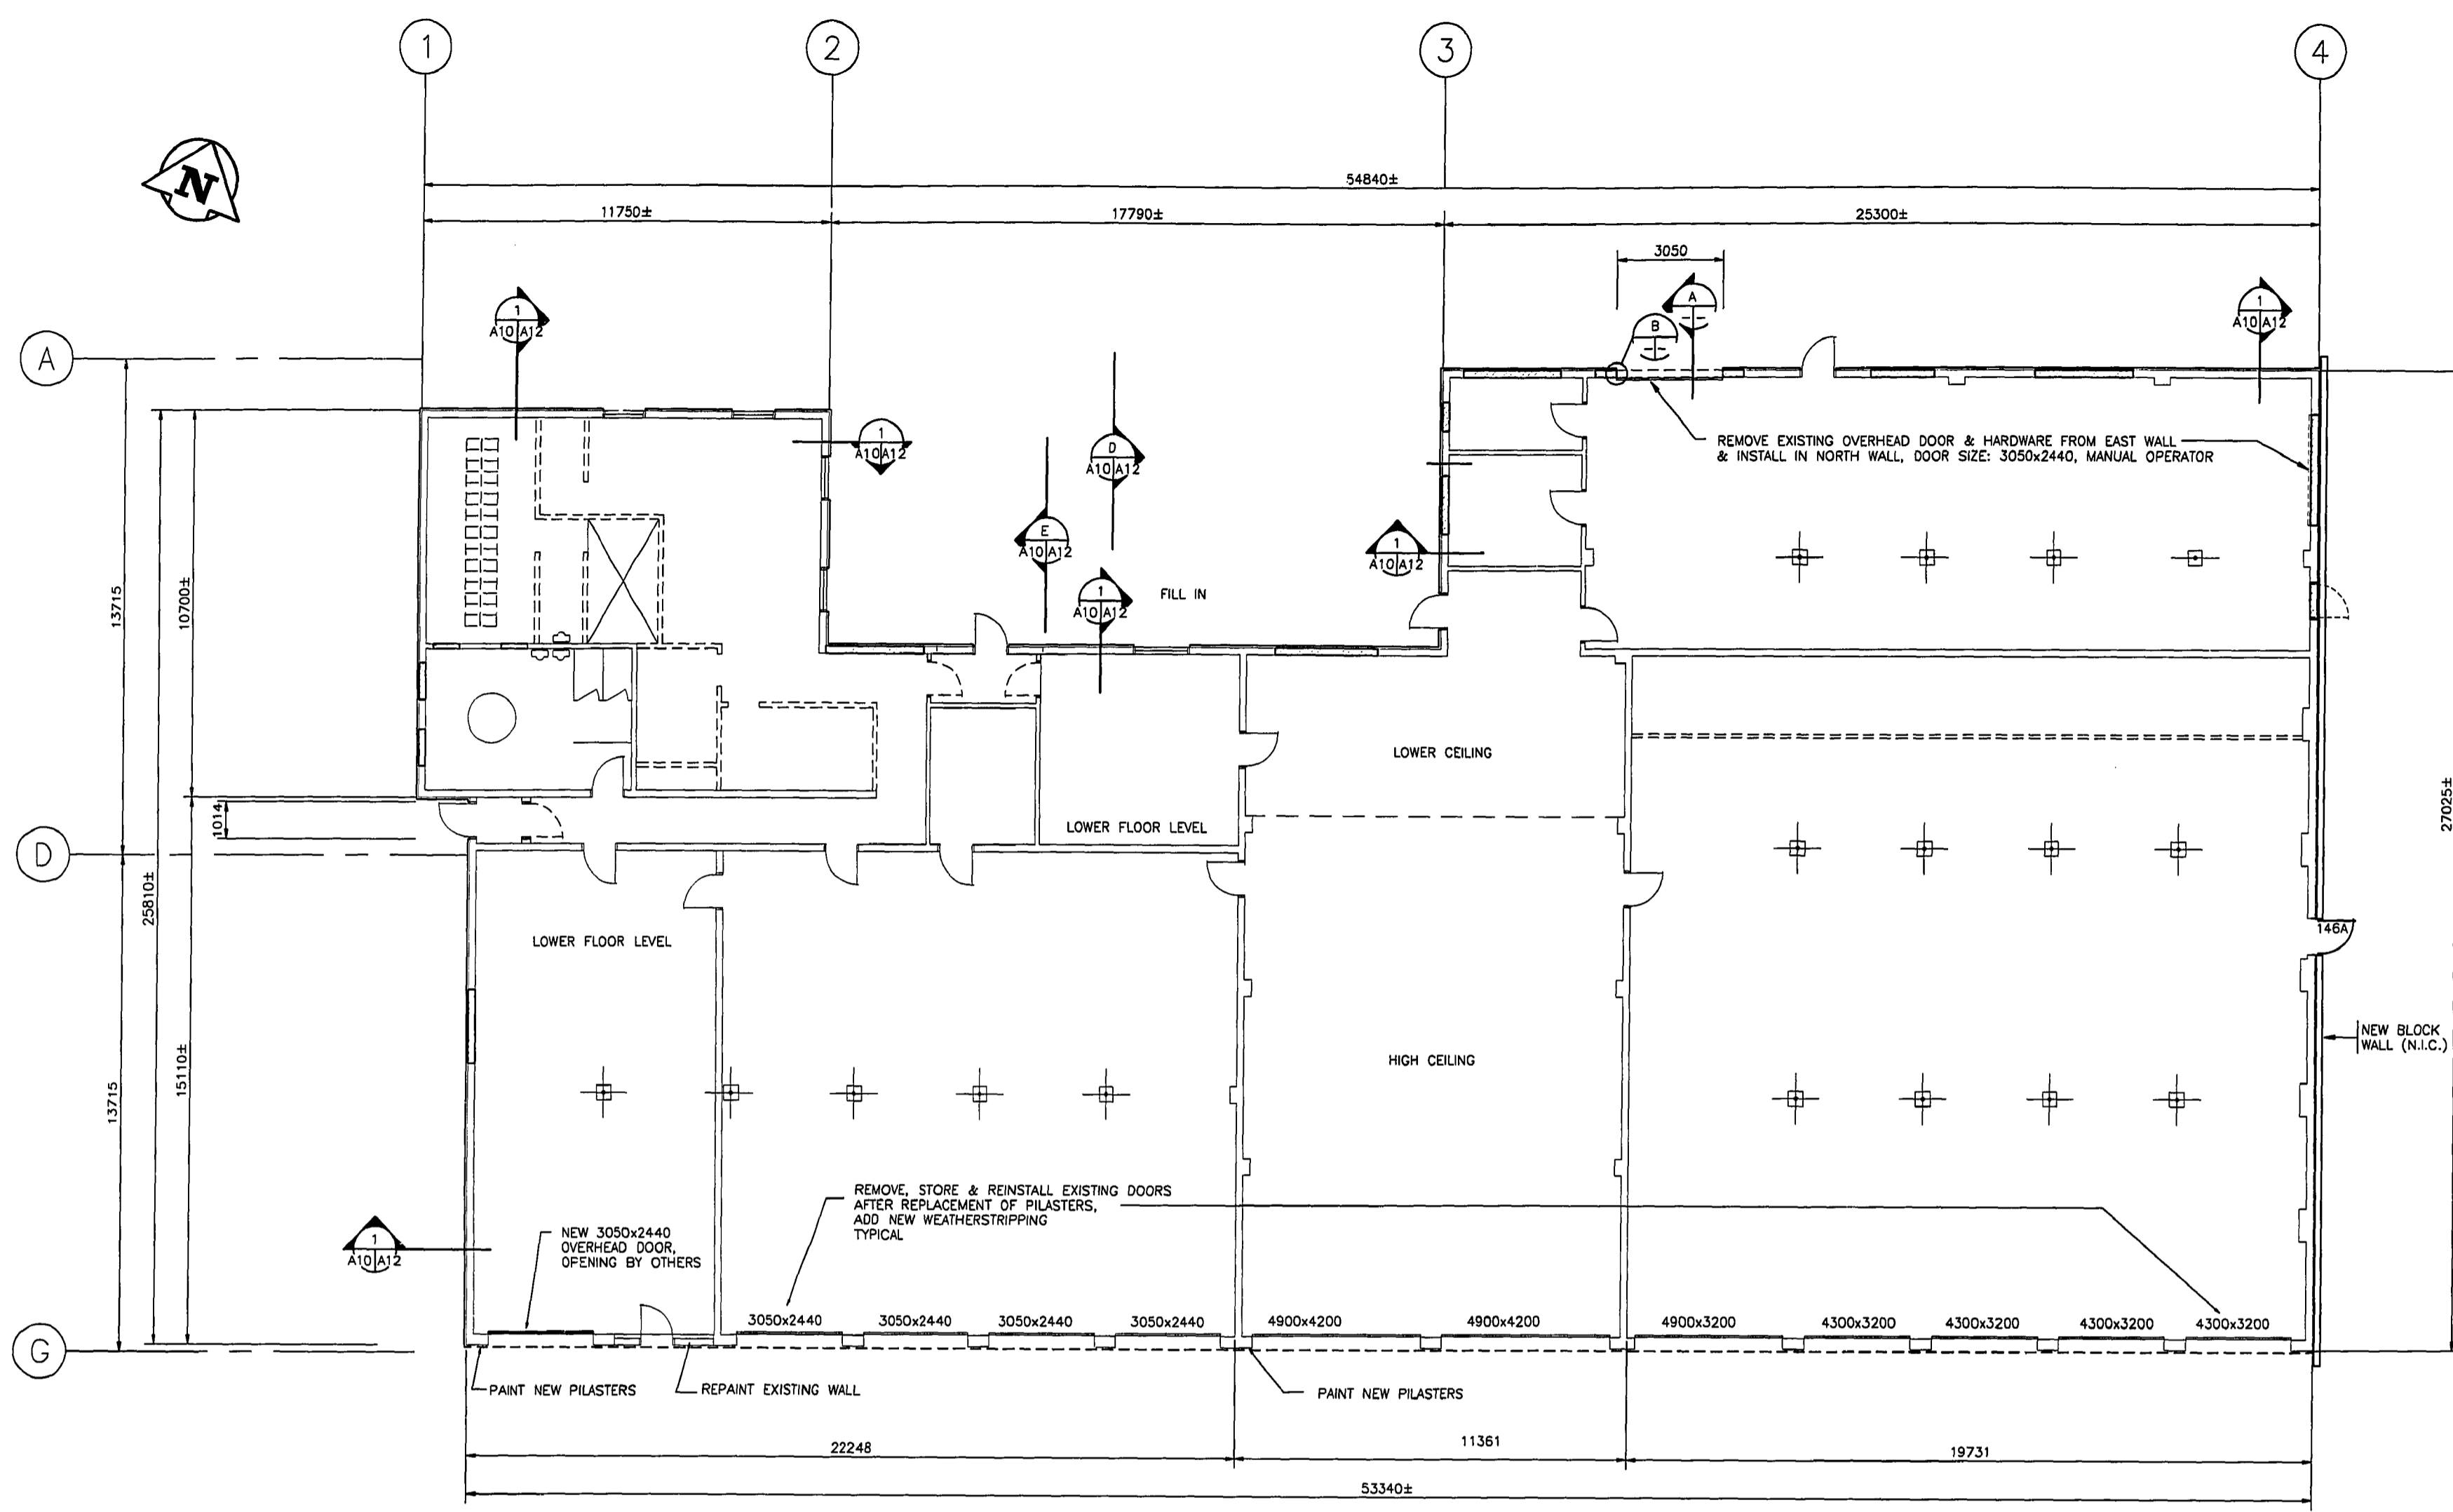 1
2
3
4
N
54840±
11750±
17790±
25300±
3050
A
1
A10 A12
A
--
B
--
1
A10 A12
REMOVE EXISTING OVERHEAD DOOR & HARDWARE FROM EAST WALL
& INSTALL IN NORTH WALL, DOOR SIZE: 3050x2440, MANUAL OPERATOR
1
A10 A12
D
A10 A12
E
A10 A12
1
A10 A12
1
A10 A12
FILL IN
13715
10700±
LOWER CEILING
27025±
1014
LOWER FLOOR LEVEL
D
25810±
LOWER FLOOR LEVEL
146A
NEW BLOCK
WALL (N.I.C.)
HIGH CEILING
13715
15110±
REMOVE, STORE & REINSTALL EXISTING DOORS
AFTER REPLACEMENT OF PILASTERS,
ADD NEW WEATHERSTRIPPING
TYPICAL
1
A10 A12
NEW 3050x2440
OVERHEAD DOOR,
OPENING BY OTHERS
3050x2440
3050x2440
3050x2440
3050x2440
4900x4200
4900x4200
4900x3200
4300x3200
4300x3200
4300x3200
4300x3200
G
PAINT NEW PILASTERS
REPAINT EXISTING WALL
PAINT NEW PILASTERS
22248
11361
19731
53340±